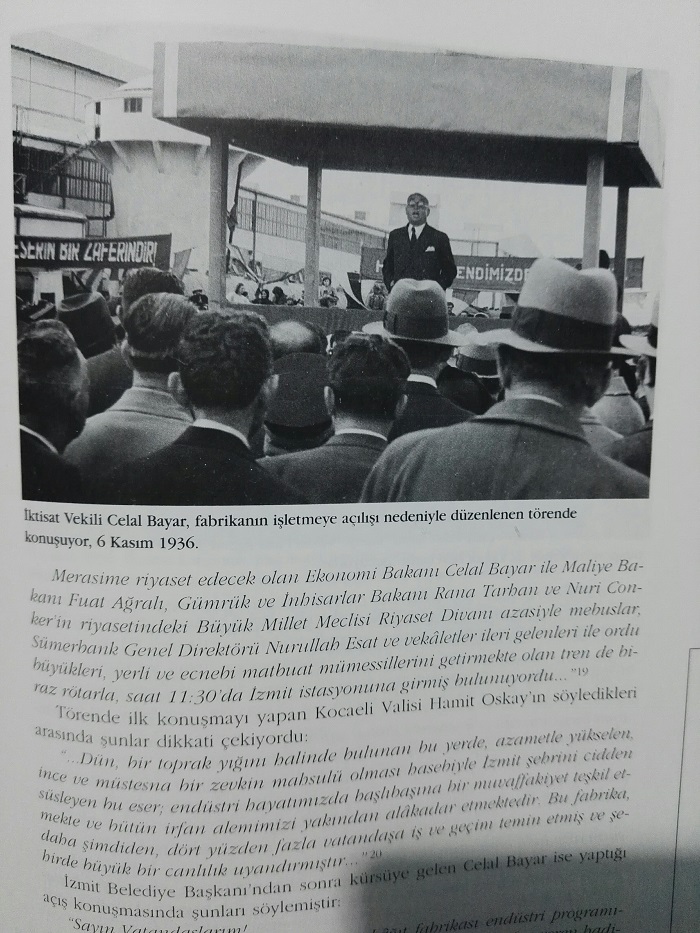 ESERİN BİR ZAFERİNDİR!
ENDİMİZDE
İktisat Vekili Celal Bayar, fabrikanın işletmeye açılışı nedeniyle düzenlenen törende
konuşuyor, 6 Kasım 1936.
Merasime riyaset edecek olan Ekonomi Bakanı Celal Bayar ile Maliye Ba-
kanı Fuat Ağralı, Gümrük ve İnhisarlar Bakanı Rana Tarhan ve Nuri Con-
ker'in riyasetindeki Büyük Millet Meclisi Riyaset Divanı azasiyle mebuslar,
Sümerbank Genel Direktörü Nurullah Esat ve vekâletler ileri gelenleri ile ordu
büyükleri, yerli ve ecnebi matbuat mümessillerini getirmekte olan tren de bi-
raz rötarla, saat 11:30'da İzmit istasyonuna girmiş bulunuyordu..."19
Törende ilk konuşmayı yapan Kocaeli Valisi Hamit Oskay'ın söyledikleri
arasında şunlar dikkati çekiyordu:
"...Dün, bir toprak yığını halinde bulunan bu yerde, azametle yükselen,
ince ve müstesna bir zevkin mahsulü olması hasebiyle İzmit şehrini cidden
süsleyen bu eser; endüstri hayatımızda başlıbaşına bir muvaffakiyet teşkil et-
mekte ve bütün irfan alemimizi yakından alâkadar etmektedir. Bu fabrika,
daha şimdiden, dört yüzden fazla vatandaşa iş ve geçim temin etmiş ve şe-
hirde büyük bir canlılık uyandırmıştır..."20
İzmit Belediye Başkanı'ndan sonra kürsüye gelen Celal Bayar ise yaptığı
açış konuşmasında şunları söylemiştir:
"Sayın Vatandaşlarım!
fabrikası endüstri programı-